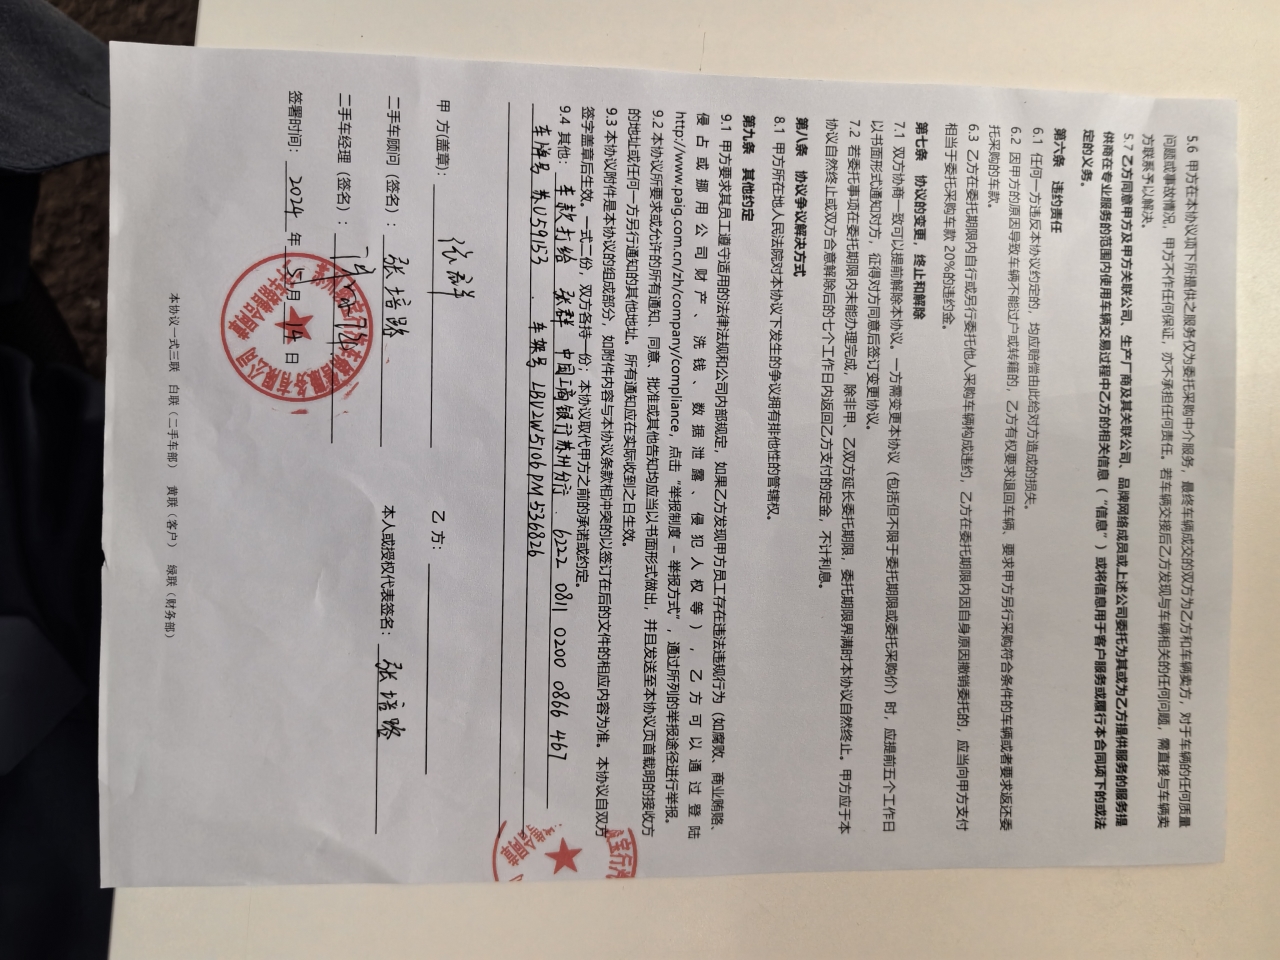 5.6 甲方在本协议项下所提供之服务仅为委托采购中介服务，最终车辆成交的双方为乙方和车辆卖方，对于车辆的任何质量
问题或事故情况，甲方不作任何保证，亦不承担任何责任。若车辆交接后乙方发现与车辆相关的任何问题，需直接与车辆卖
方联系予以解决。
5.7 乙方同意甲方及甲方关联公司、生产厂商及其关联公司、品牌网络成员或上述公司委托为其或为乙方提供服务的服务提
供商在专业服务的范围内使用车辆交易过程中乙方的相关信息（“信息”）或将信息用于客户服务或履行本合同项下的或法
定的义务。
第六条 违约责任
6.1 任何一方违反本协议约定的，均应赔偿由此给对方造成的损失。
6.2 因甲方的原因导致车辆不能过户或转籍的，乙方有权要求退回车辆、要求甲方另行采购符合条件的车辆或者要求返还委
托采购的车款。
6.3 乙方在委托期限内自行或另行委托他人采购车辆构成违约，乙方在委托期限内因自身原因撤销委托的，应当向甲方支付
相当于委托采购车款 20%的违约金。
第七条 协议的变更，终止和解除
7.1 双方协商一致可以提前解除本协议。一方需变更本协议（包括但不限于委托期限或委托采购价）时，应提前五个工作日
以书面形式通知对方，征得对方同意后签订变更协议。
7.2 若委托事项在委托期限内未能办理完成，除非甲、乙双方延长委托期限，委托期限界满时本协议自然终止。甲方应于本
协议自然终止或双方合意解除后的七个工作日内返回乙方支付的定金，不计利息。
第八条 协议争议解决方式
8.1 甲方所在地人民法院对本协议下发生的争议拥有排他性的管辖权。
第九条 其他约定
9.1 甲方要求其员工遵守适用的法律法规和公司内部规定，如果乙方发现甲方员工存在违法违规行为（如腐败、商业贿赂、
侵占或挪用公司财产、洗钱、数据泄露、侵犯人权等），乙方可以通过登陆
http://www.paig.com.cn/zh/company/compliance，点击“举报制度 – 举报方式”，通过所列的举报途径进行举报。
9.2 本协议所要求或允许的所有通知、同意、批准或其他告知均应当以书面形式做出，并且发送至本协议页首载明的接收方
的地址或任何一方另行通知的其他地址。所有通知应在实际收到之日生效。
9.3 本协议附件是本协议的组成部分，如附件内容与本协议条款相冲突的以签订在后的文件的相应内容为准。本协议自双方
签字盖章后生效。一式二份，双方各持一份；本协议取代甲方之前的承诺或约定。
9.4 其他：车款打给 张群 中国工商银行苏州分行. 6222 0811 0200 0866 467
车牌号 苏U59153 . 车架号 LBV2W5106DM536826
甲 方(盖章)： 乙方：
二手车顾问（签名）：张培路 本人或授权代表签名：张培路
二手车经理（签名）：
签署时间：2024 年 5 月 14 日
本协议一式三联 白联（二手车部） 黄联（客户） 绿联（财务部）